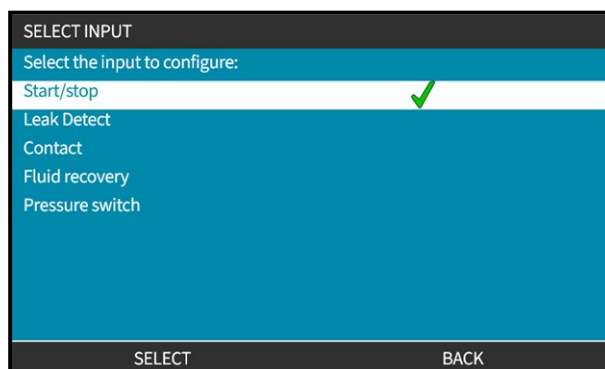 SELECT INPUT
Select the input to configure:
Start/stop
Leak Detect
Contact
Fluid recovery
Pressure switch
SELECT BACK